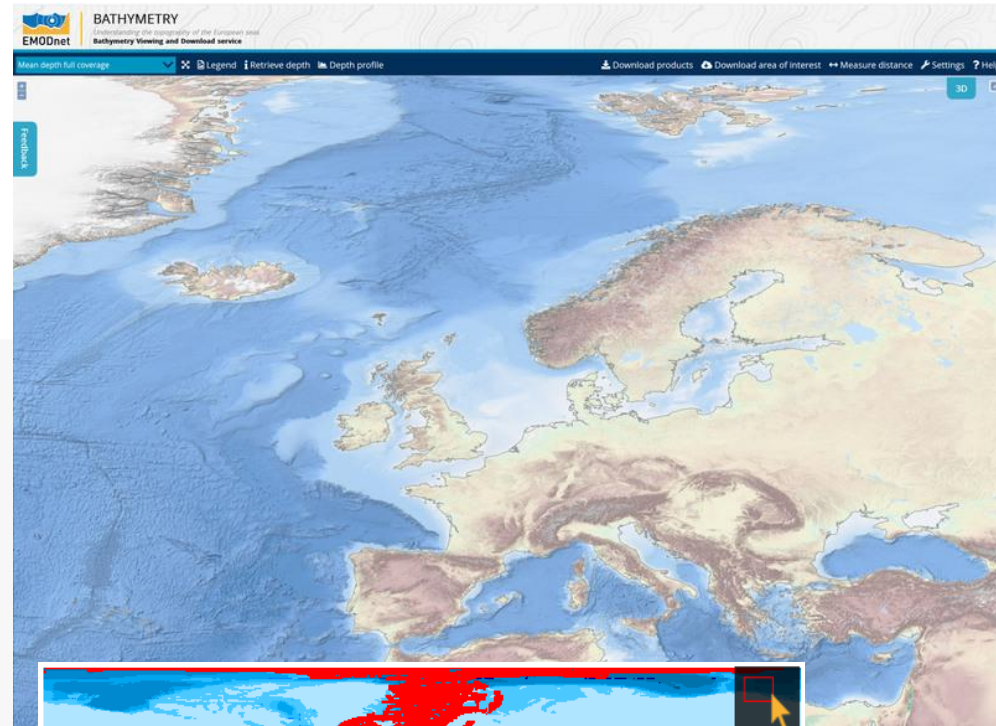 EMODnet
BATHYMETRY
Understanding the topography of the European seas
Bathymetry Viewing and Download service
Mean depth full coverage
Legend
Retrieve depth
Depth profile
Download products
Download area of interest
Measure distance
Settings
? Help
3D
Feedback